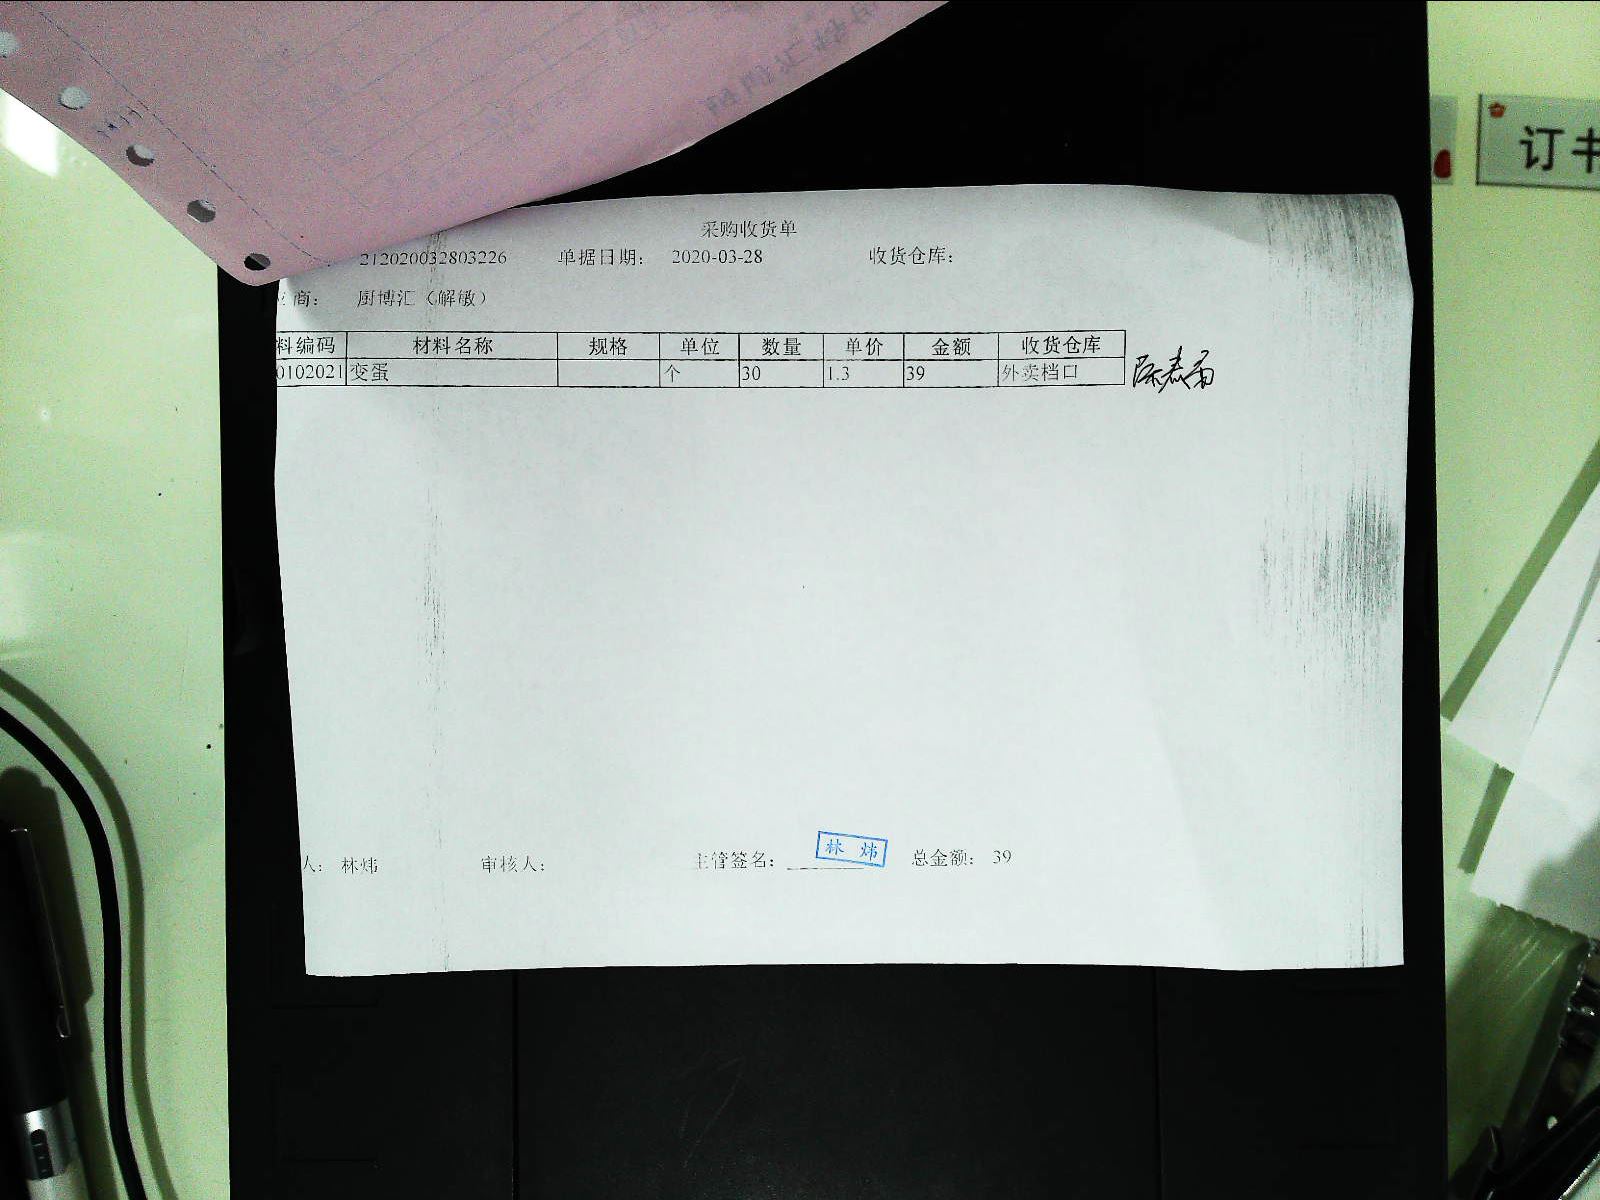 订书
采购收货单
212020032803226 单据日期： 2020-03-28 收货仓库：
商： 厨博汇（解敏）
料编码 材料名称 规格 单位 数量 单价 金额 收货仓库
0102021 变蛋 个 30 1.3 39 外卖档口
人： 林炜 审核人： 主管签名： 林 炜 总金额： 39